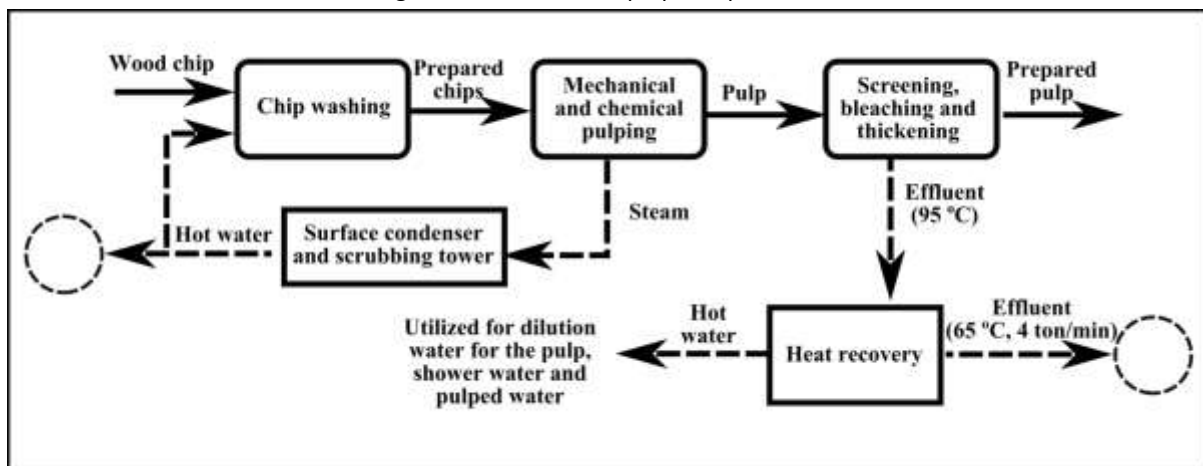 Wood chip
Chip washing
Prepared
chips
Mechanical
and chemical
pulping
Pulp
Screening,
bleaching and
thickening
Prepared
pulp
Hot water
Surface condenser
and scrubbing tower
Steam
Effluent
(95 °C)
Utilized for dilution
water for the pulp,
shower water and
pulped water
Hot
water
Heat recovery
Effluent
(65 °C, 4 ton/min)